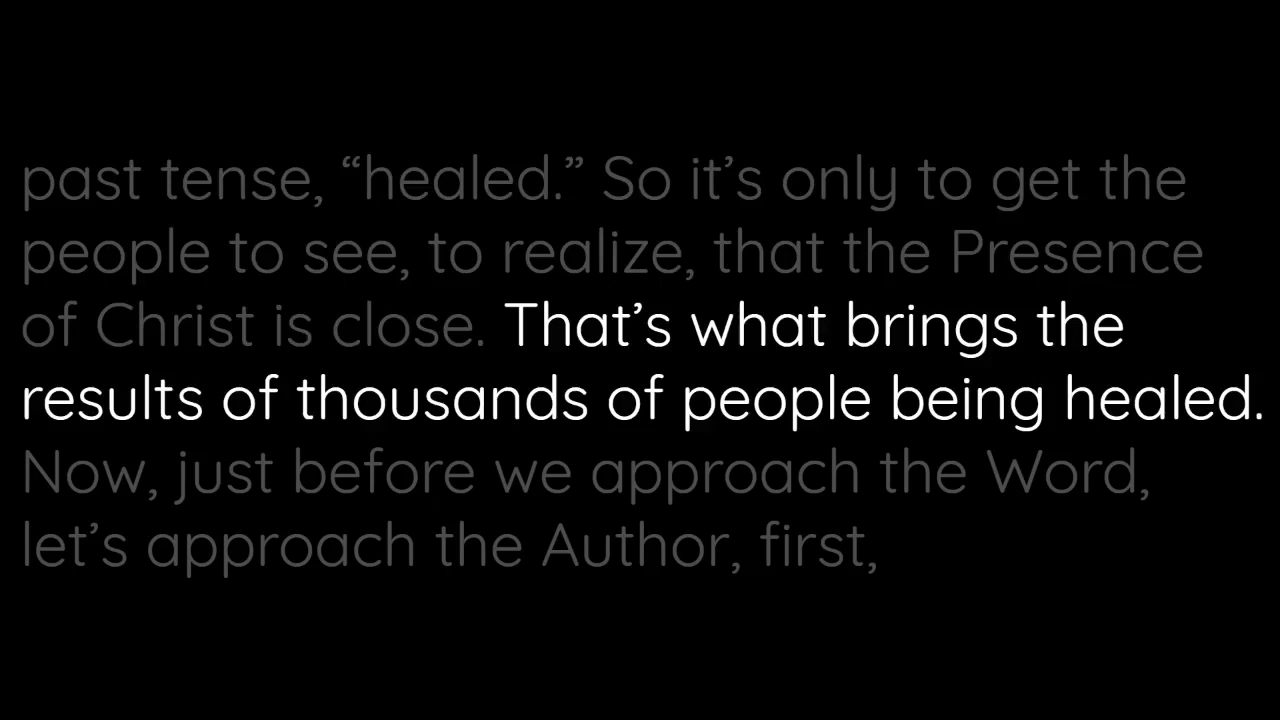 past tense, “healed.” So it’s only to get the
people to see, to realize, that the Presence
of Christ is close. That’s what brings the
results of thousands of people being healed.
Now, just before we approach the Word,
let’s approach the Author, first,